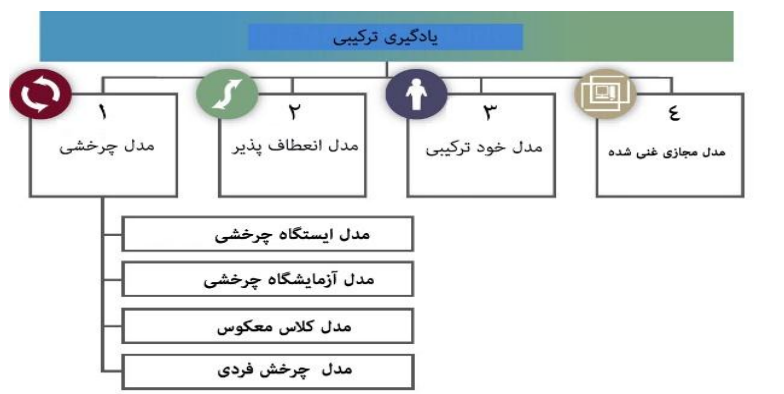 یادگیری ترکیبی
۱
مدل چرخشی
۲
مدل انعطاف پذیر
۳
مدل خود ترکیبی
٤
مدل مجازی غنی شده
مدل ایستگاه چرخشی
مدل آزمایشگاه چرخشی
مدل کلاس معکوس
مدل چرخش فردی